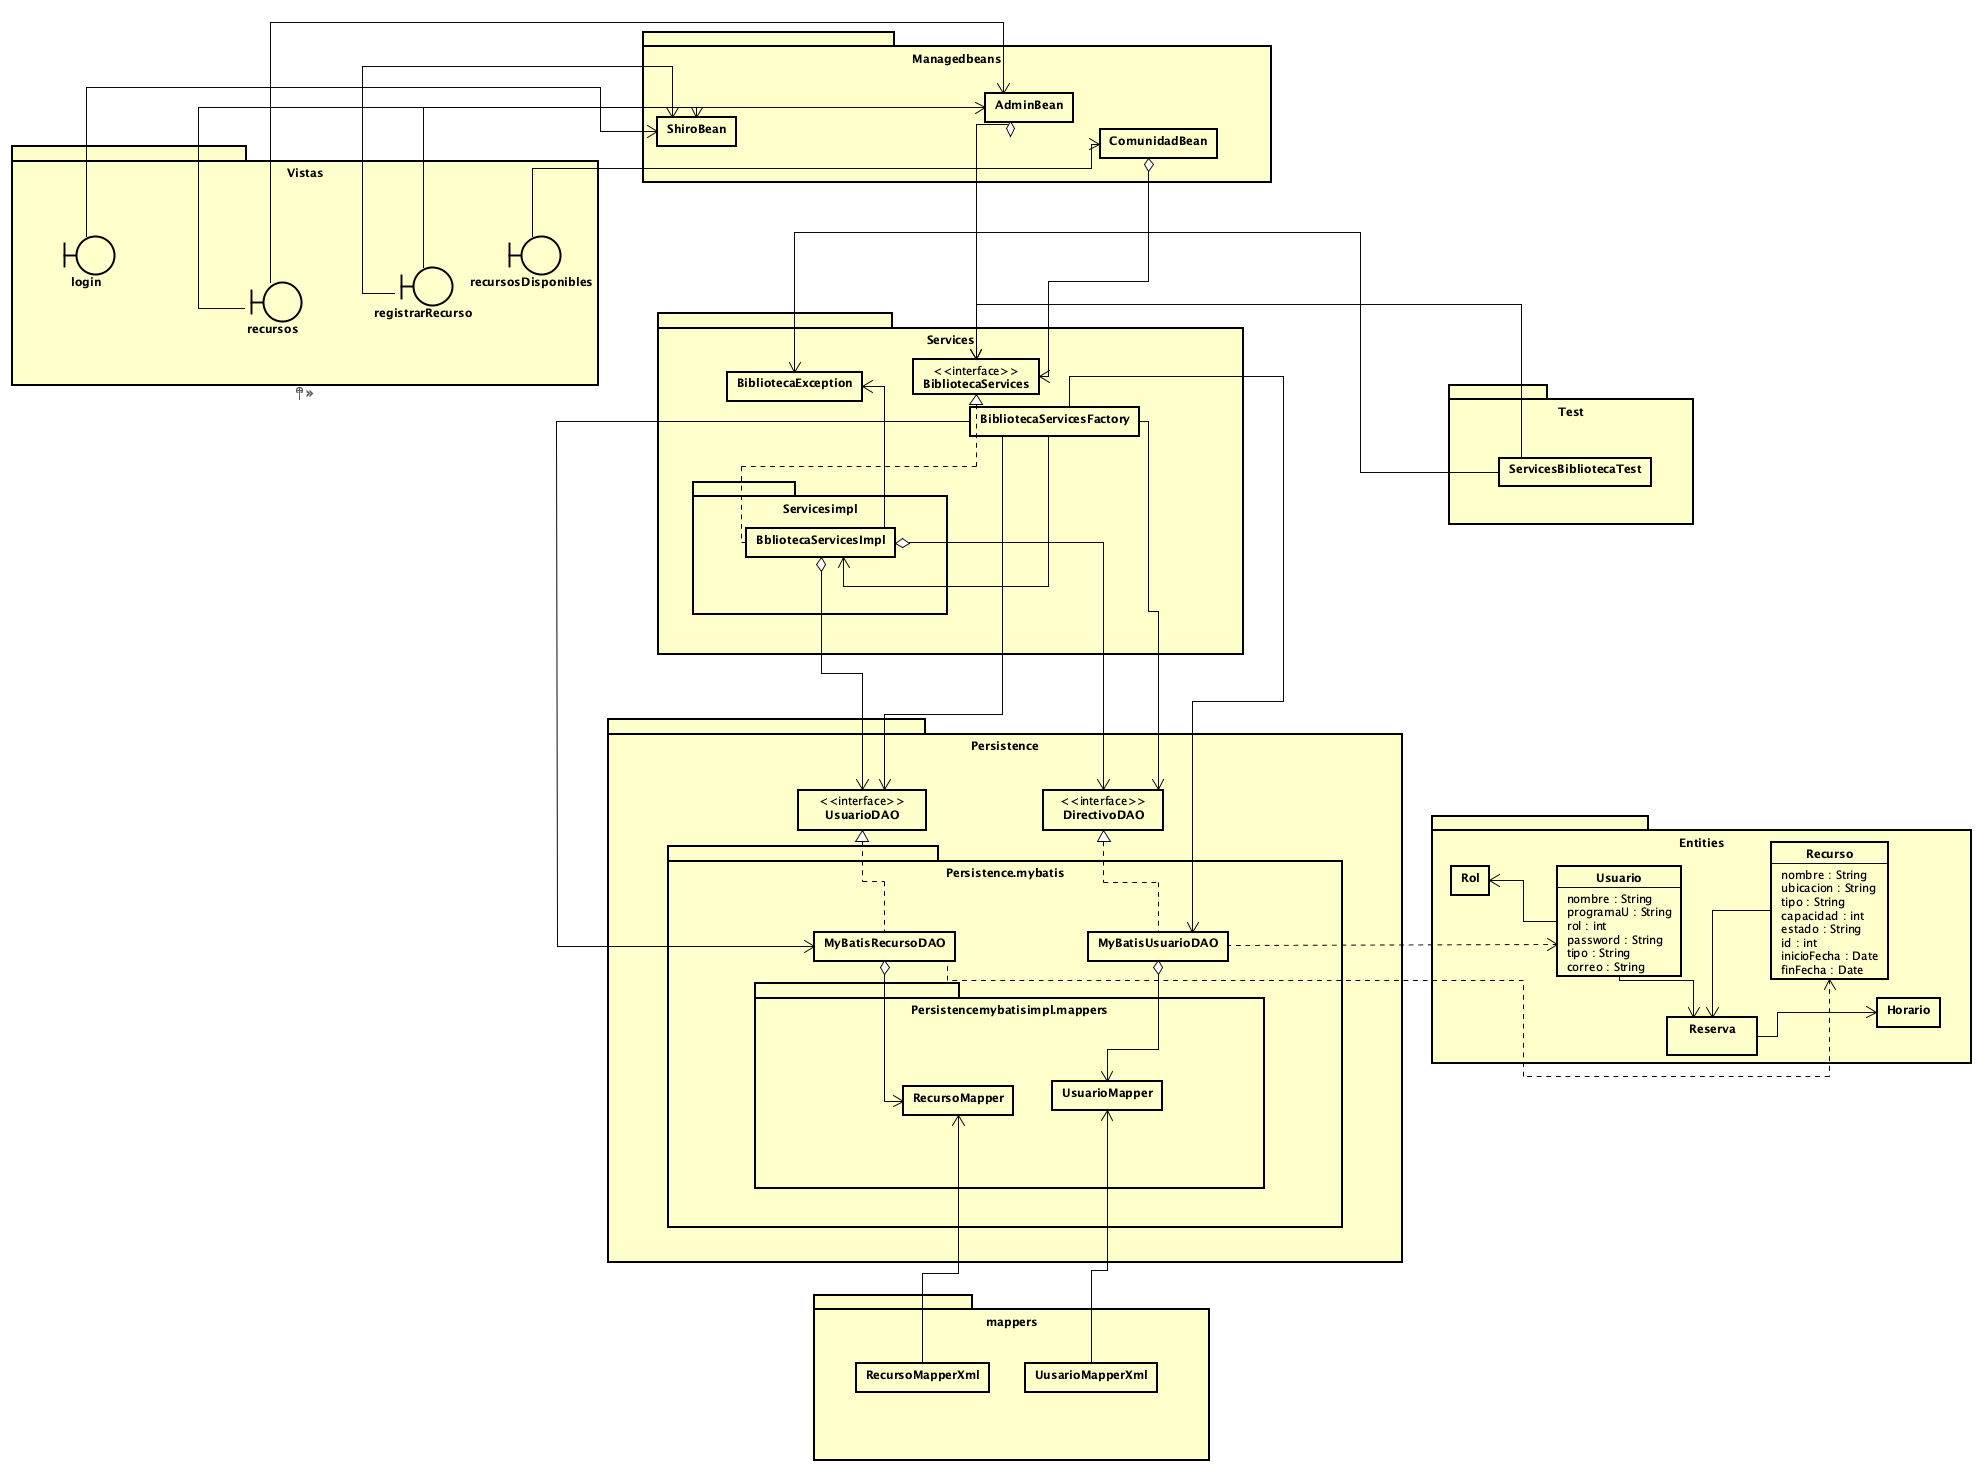 Managedbeans
AdminBean
ShiroBean
ComunidadBean
Vistas
login
recursos
registrarRecurso
recursosDisponibles
Services
BibliotecaException
<<interface>>
BibliotecaServices
BibliotecaServicesFactory
Servicesimpl
BbliotecaServicesImpl
Test
ServicesBibliotecaTest
Persistence
<<interface>>
UsuarioDAO
<<interface>>
DirectivoDAO
Persistence.mybatis
MyBatisRecursoDAO
MyBatisUsuarioDAO
Persistencemybatisimpl.mappers
RecursoMapper
UsuarioMapper
Entities
Rol
Usuario
nombre : String
programaU : String
rol : int
password : String
tipo : String
correo : String
Recurso
nombre : String
ubicacion : String
tipo : String
capacidad : int
estado : String
id : int
inicioFecha : Date
finFecha : Date
Reserva
Horario
mappers
RecursoMapperXml
UusarioMapperXml